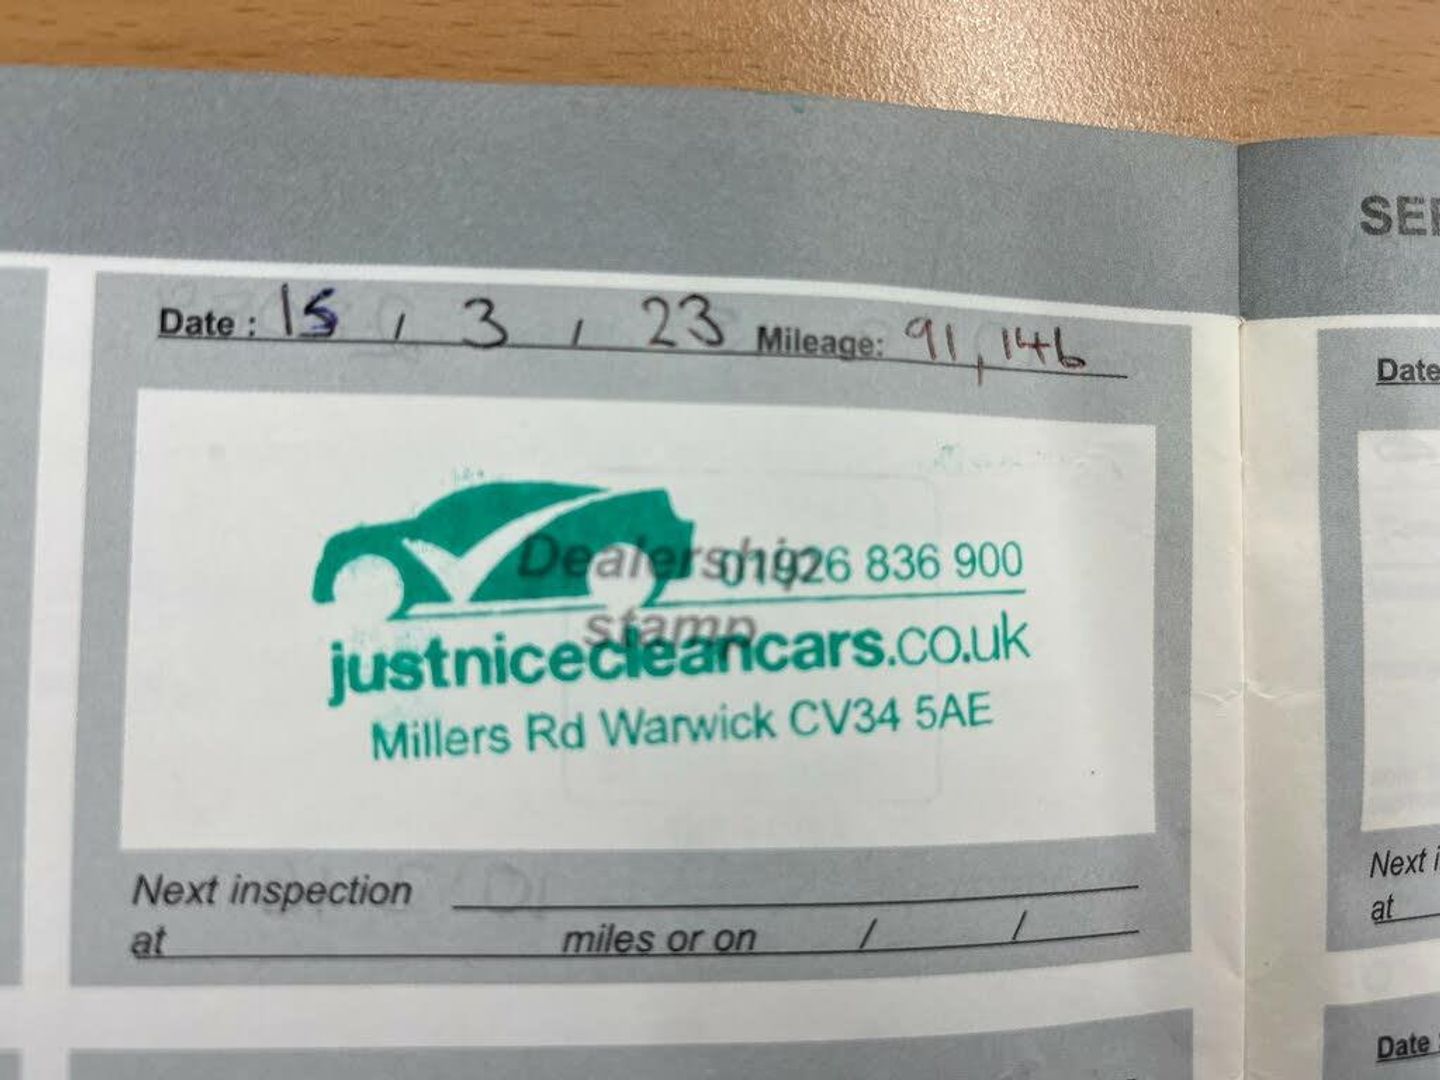 SE
Date : 15 / 3 / 23 Mileage: 91,146
Date
Dealership
01926 836 900
stamp
justnicecleancars.co.uk
Millers Rd Warwick CV34 5AE
Next inspection
Next i
at miles or on / /
at
Date